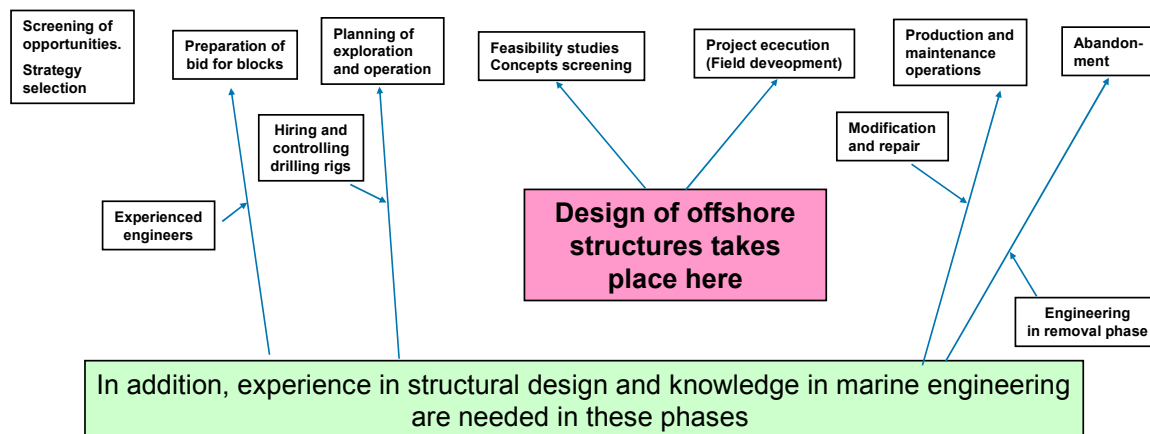 Screening of
opportunities.
Strategy
selection
Preparation of
bid for blocks
Planning of
exploration
and operation
Feasibility studies
Concepts screening
Project ececution
(Field deveopment)
Production and
maintenance
operations
Abandon-
ment
Hiring and
controlling
drilling rigs
Modification
and repair
Experienced
engineers
Design of offshore
structures takes
place here
Engineering
in removal phase
In addition, experience in structural design and knowledge in marine engineering
are needed in these phases